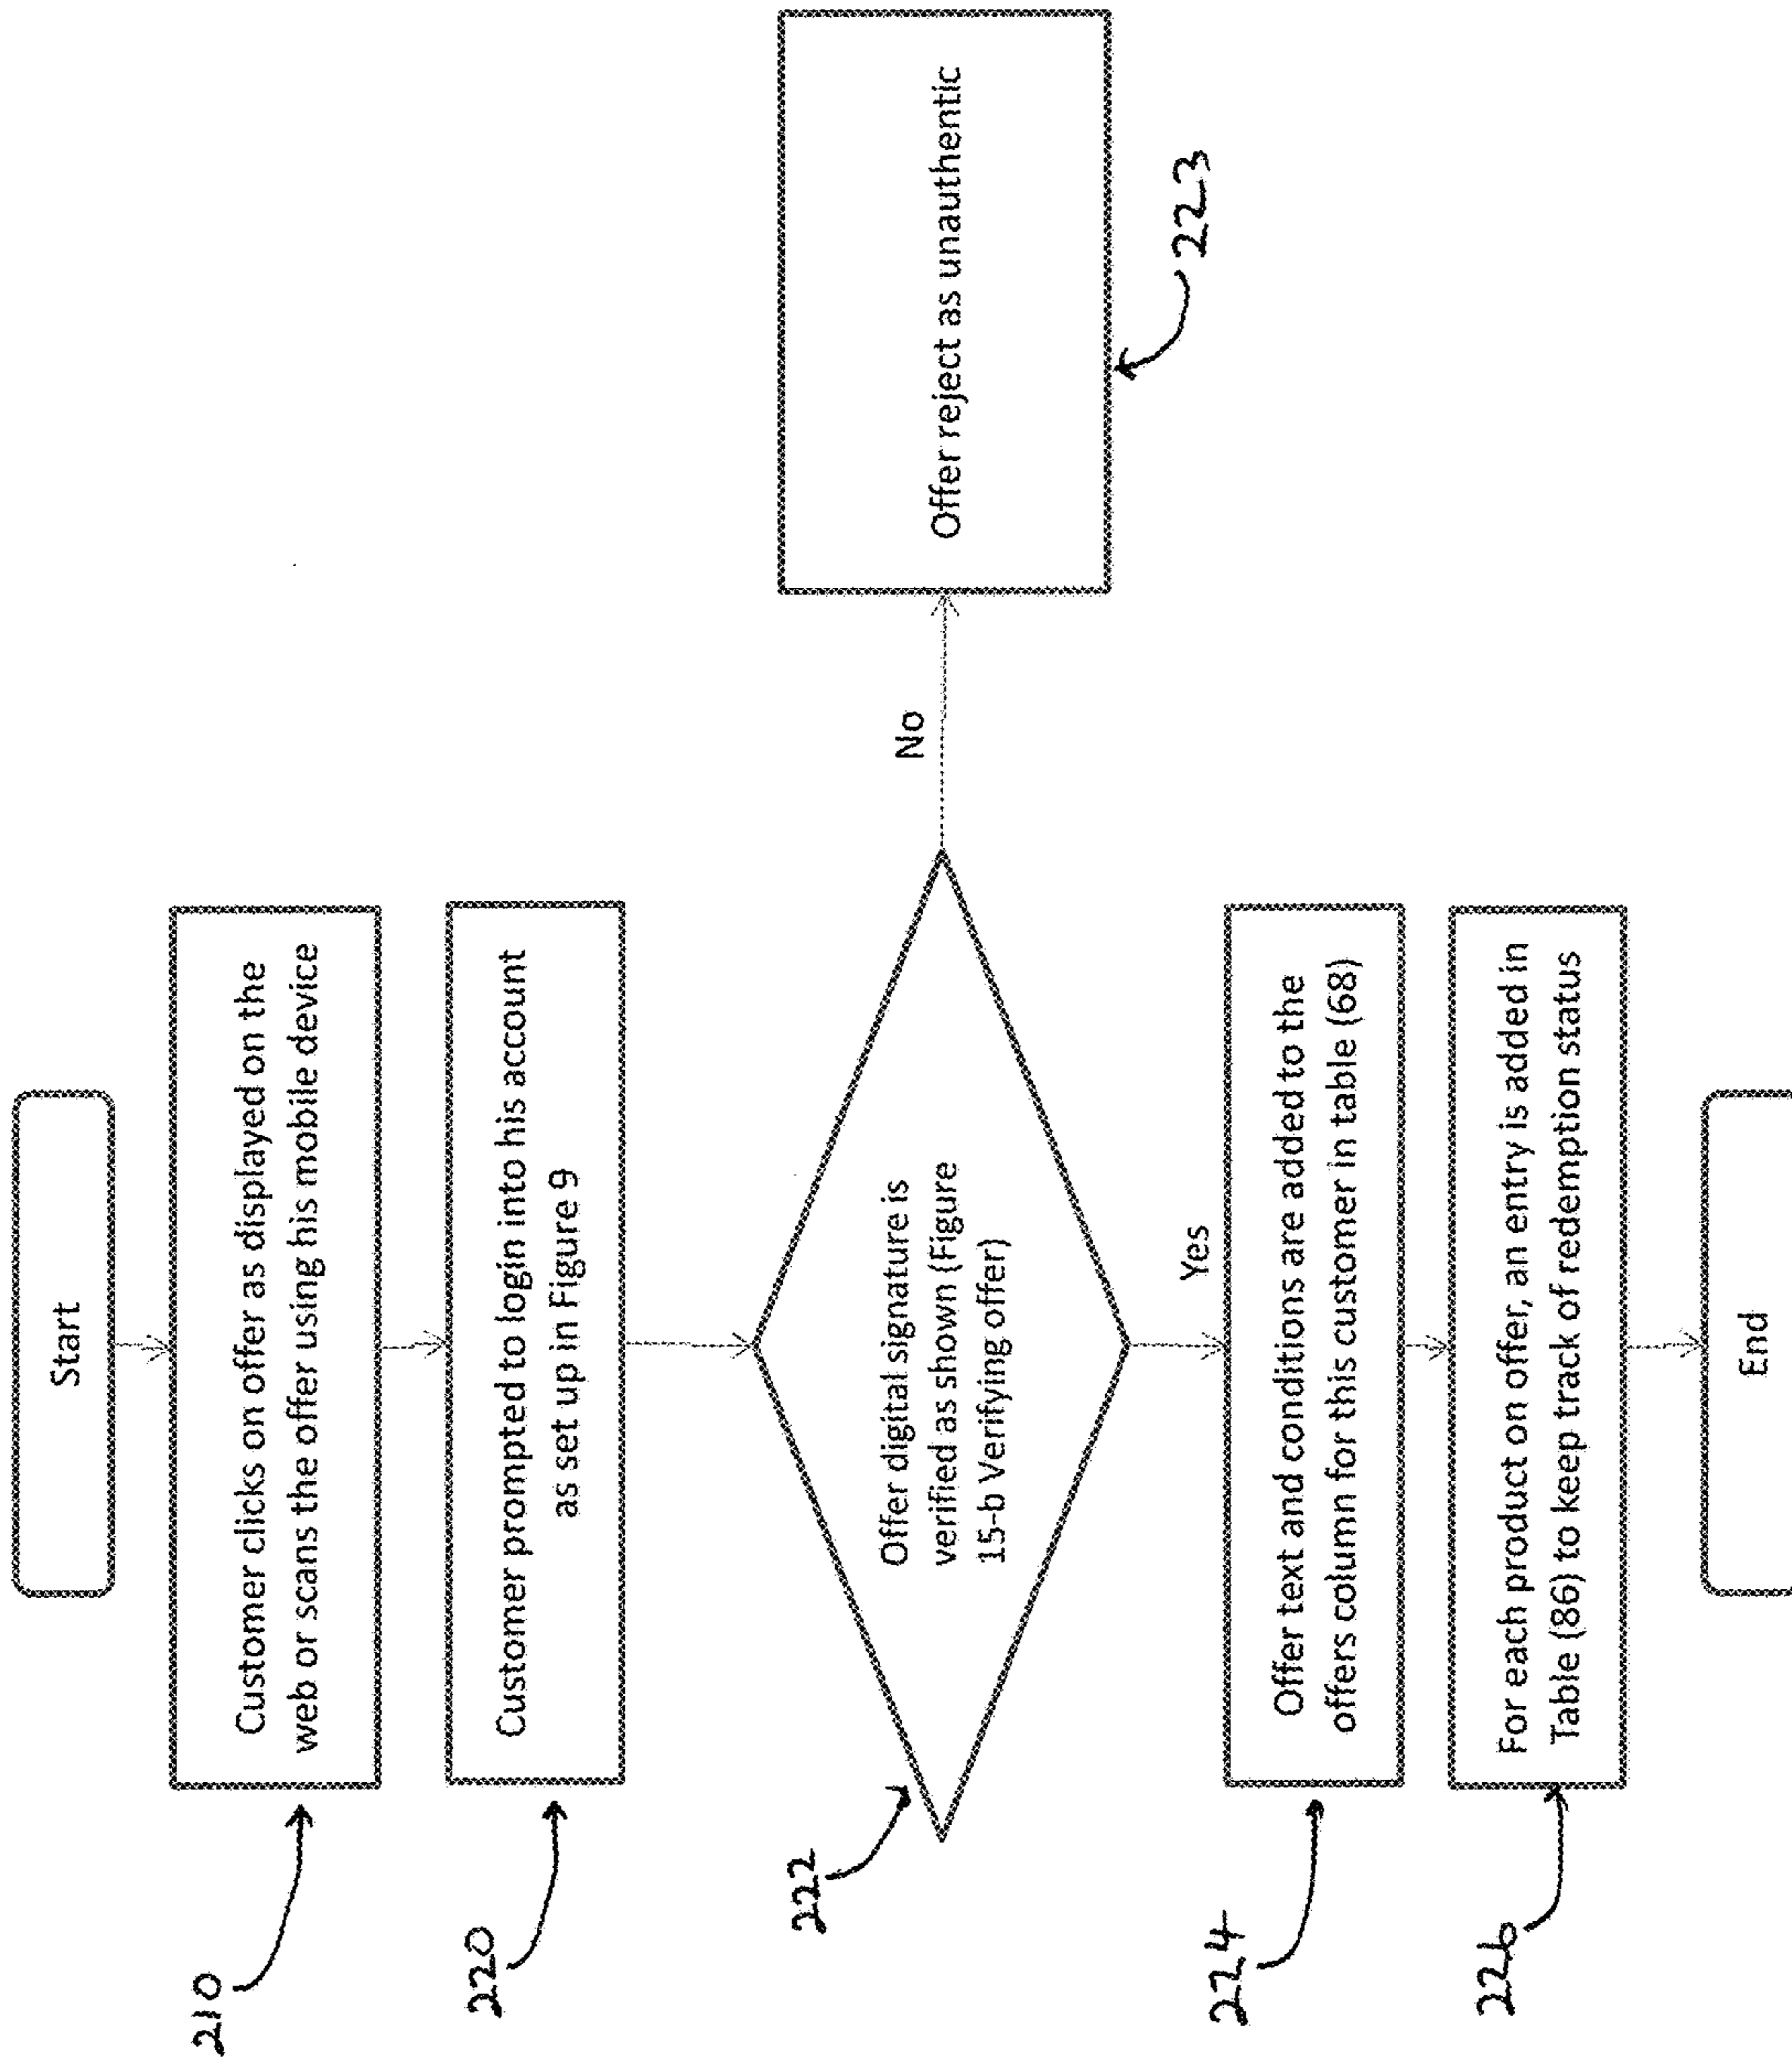 Start
210
Customer clicks on offer as displayed on the
web or scans the offer using his mobile device
220
Customer prompted to login into his account
as set up in Figure 9
222
Offer digital signature is
verified as shown (Figure
15-b Verifying offer)
No
Offer reject as unauthentic
223
Yes
224
Offer text and conditions are added to the
offers column for this customer in table (68)
226
For each product on offer, an entry is added in
Table (86) to keep track of redemption status
End